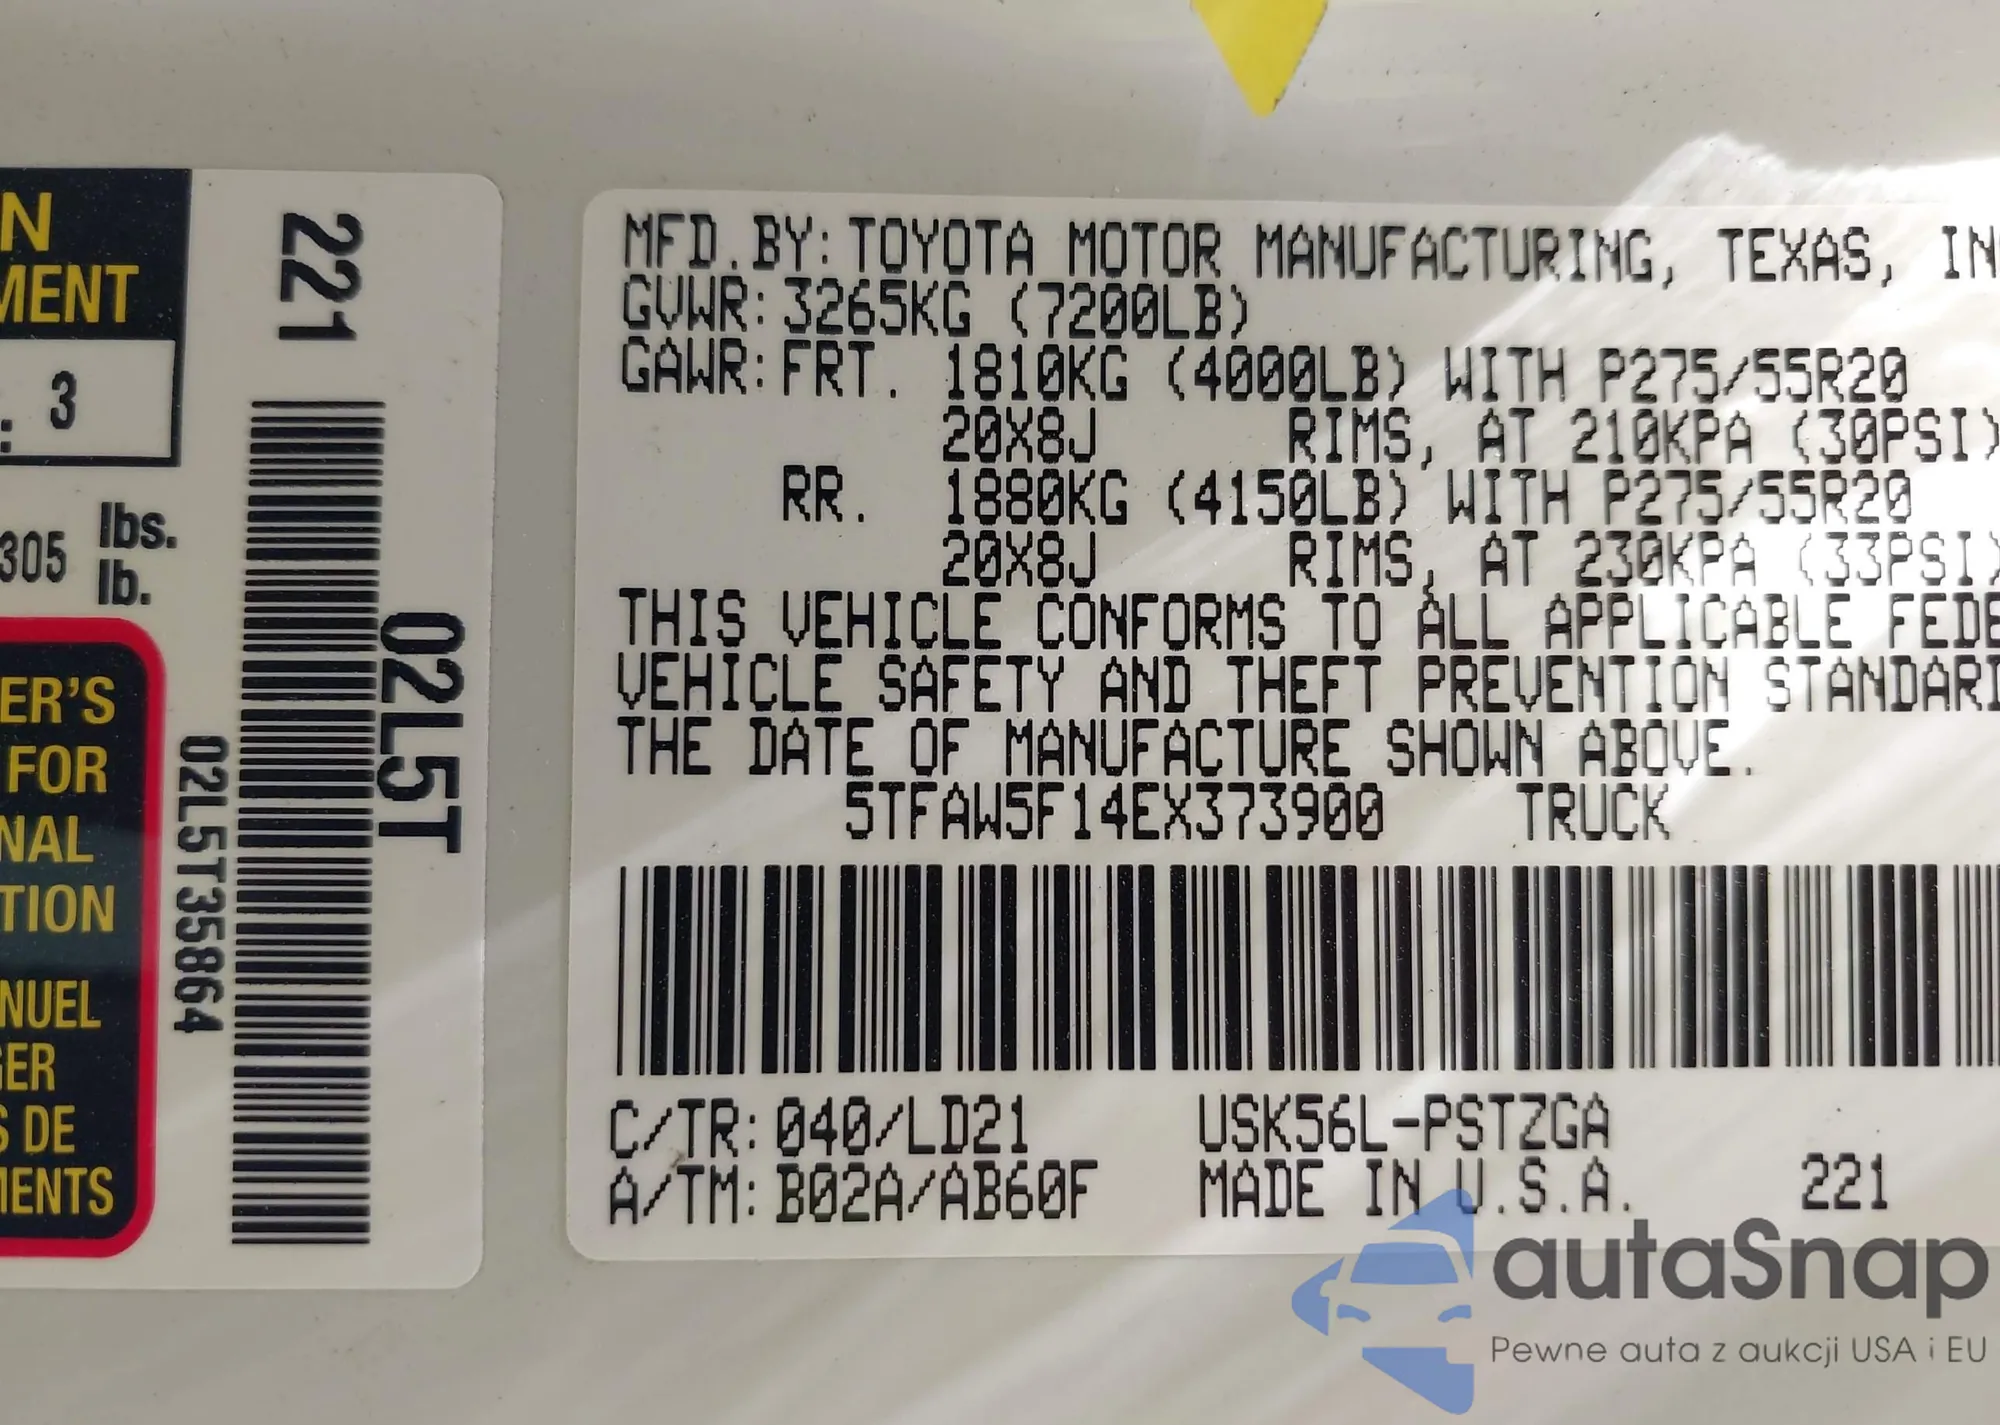 N
MENT
: 3
305 lbs.
lb.
ER'S
FOR
NAL
TION
NUEL
GER
S DE
MENTS
221
02L5T
02L5T35864
MFD.BY: TOYOTA MOTOR MANUFACTURING, TEXAS, IN
GVWR: 3265KG (7200LB)
GAWR: FRT. 1810KG (4000LB) WITH P275/55R20
20X8J RIMS, AT 210KPA (30PSI)
RR. 1880KG (4150LB) WITH P275/55R20
20X8J RIMS, AT 230KPA (33PSI)
THIS VEHICLE CONFORMS TO ALL APPLICABLE FEDE
VEHICLE SAFETY AND THEFT PREVENTION STANDARD
THE DATE OF MANUFACTURE SHOWN ABOVE.
5TFAW5F14EX373900 TRUCK
C/TR: 040/LD21 USK56L-PSTZGA
A/TM: B02A/AB60F MADE IN U.S.A. 221
autaSnap
Pewne auta z aukcji USA i EU